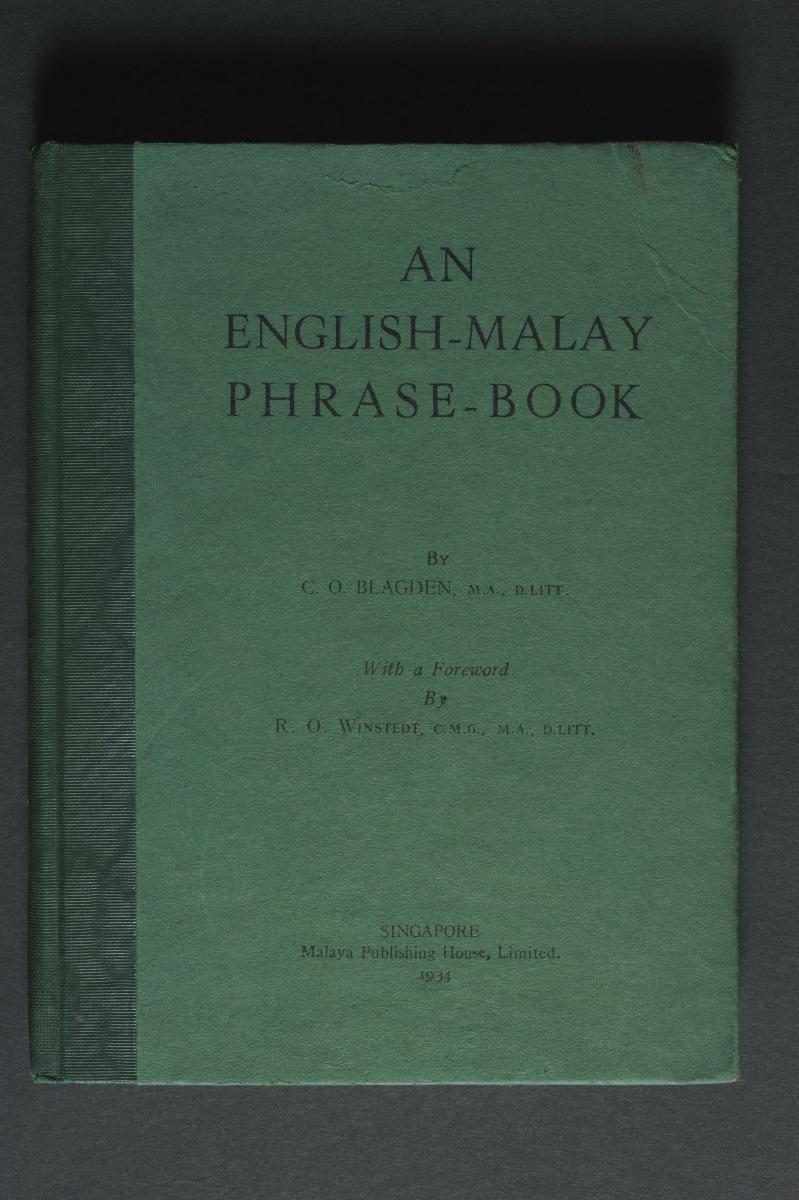 AN
ENGLISH-MALAY
PHRASE-BOOK
BY
C. O. BLAGDEN, M.A., D.LITT.
With a Foreword
By
R. O. WINSTEDT, C.M.G., M.A., D.LITT.
SINGAPORE
Malaya Publishing House, Limited.
1934